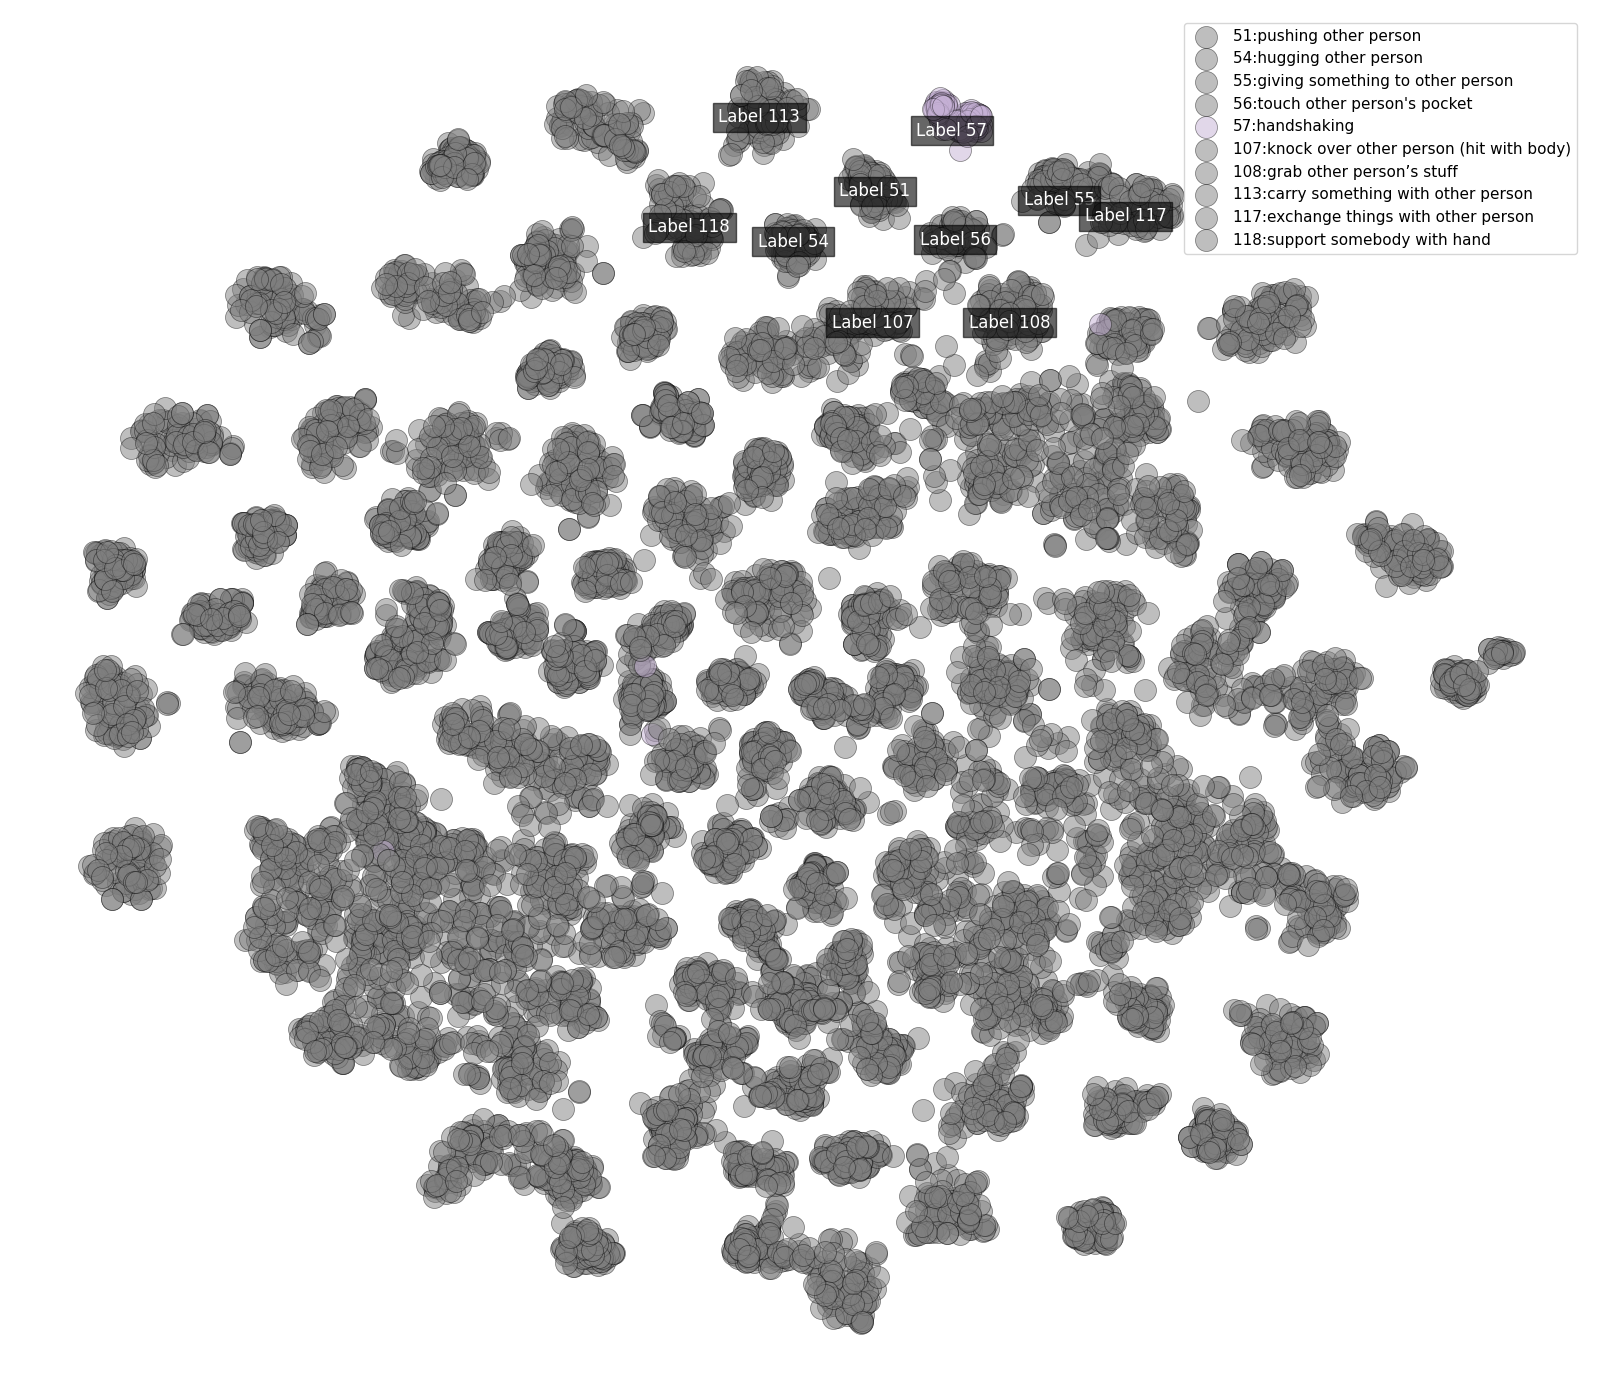 51:pushing other person
54:hugging other person
55:giving something to other person
56:touch other person's pocket
57:handshaking
107:knock over other person (hit with body)
108:grab other person’s stuff
113:carry something with other person
117:exchange things with other person
118:support somebody with hand
Label 113
Label 57
Label 51
Label 55
Label 117
Label 118
Label 54
Label 56
Label 107
Label 108